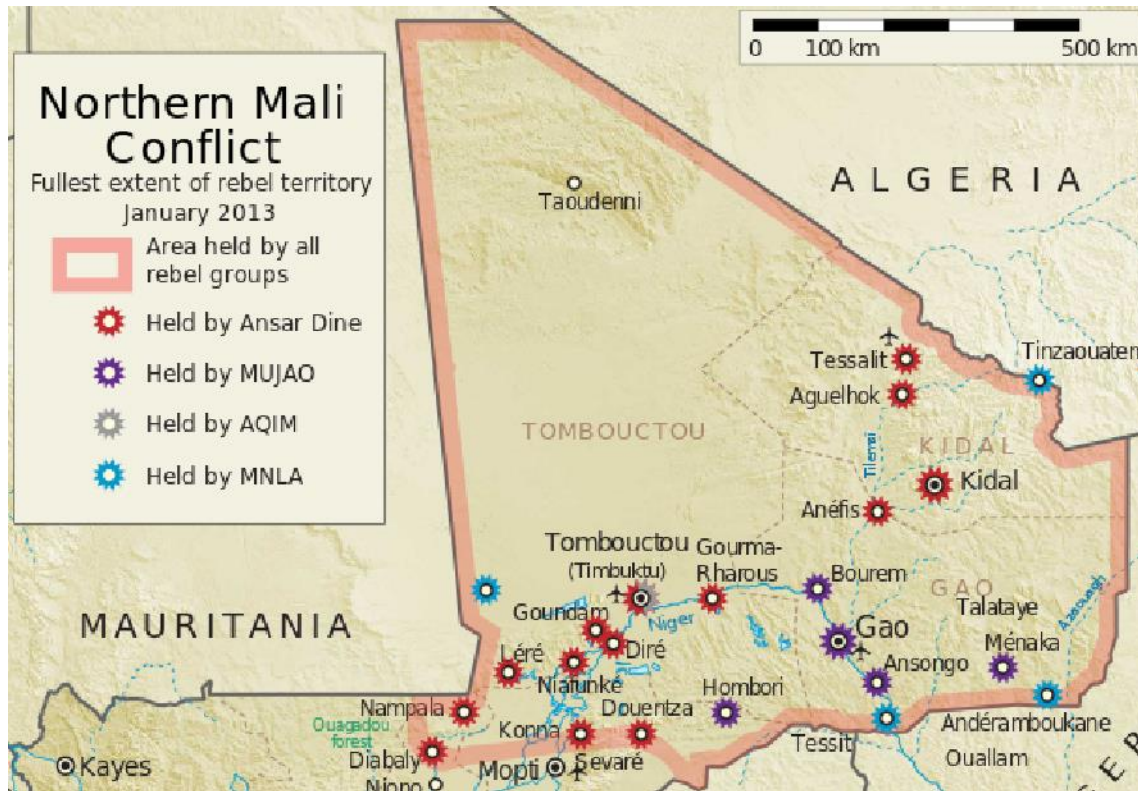 Northern Mali
Conflict
Fullest extent of rebel territory
January 2013
Area held by all
rebel groups
Held by Ansar Dine
Held by MUJAO
Held by AQIM
Held by MNLA
0 100 km 500 km
ALGERIA
Taoudenni
Tessalit
Tinzaouaten
Aguelhok
TOMBOUCTOU
KIDAL
Tilemsi
Kidal
Anéfis
Tombouctou
(Timbuktu)
Gourma-
Rharous
Bourem
GAO
Talataye
Azaouagh
MAURITANIA
Goundam
Niger
Gao
Ménaka
Diré
Léré
Niafunké
Ansongo
Nampala
Hombori
Douentza
Ouagadou
forest
Konna
Tessit
Andéramboukane
Diabaly
Sevaré
Ouallam
Kayes
Mopti